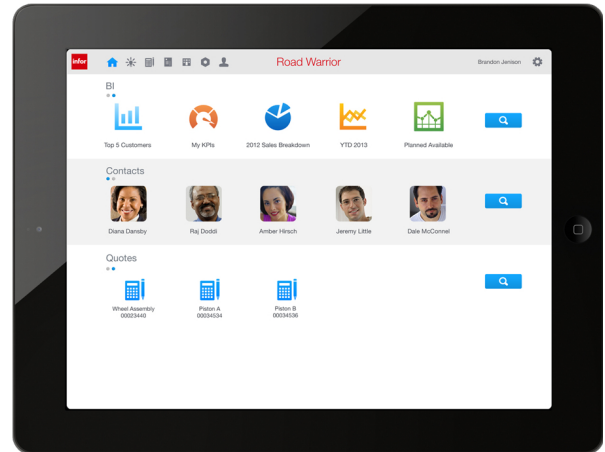 infor
Road Warrior
Brandon Jenison
BI
Top 5 Customers
My KPIs
2012 Sales Breakdown
YTD 2013
Planned Available
Contacts
Diana Dansby
Raj Doddi
Amber Hirsch
Jeremy Little
Dale McConnel
Quotes
Wheel Assembly
00023440
Piston A
00034534
Piston B
00034536